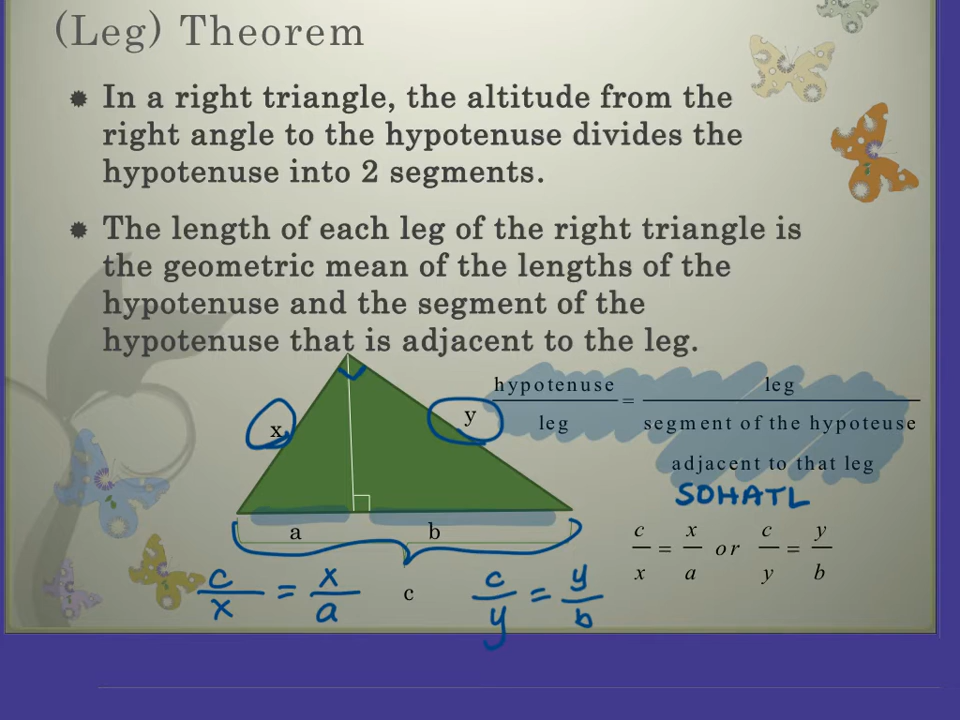 (Leg) Theorem
In a right triangle, the altitude from the
right angle to the hypotenuse divides the
hypotenuse into 2 segments.
The length of each leg of the right triangle is
the geometric mean of the lengths of the
hypotenuse and the segment of the
hypotenuse that is adjacent to the leg.
x
y
hypotenuse
leg
=
leg
segment of the hypoteuse
adjacent to that leg
SOHATL
a
b
c
c/x = x/a or c/y = y/b
c/x = x/a
c/y = y/b